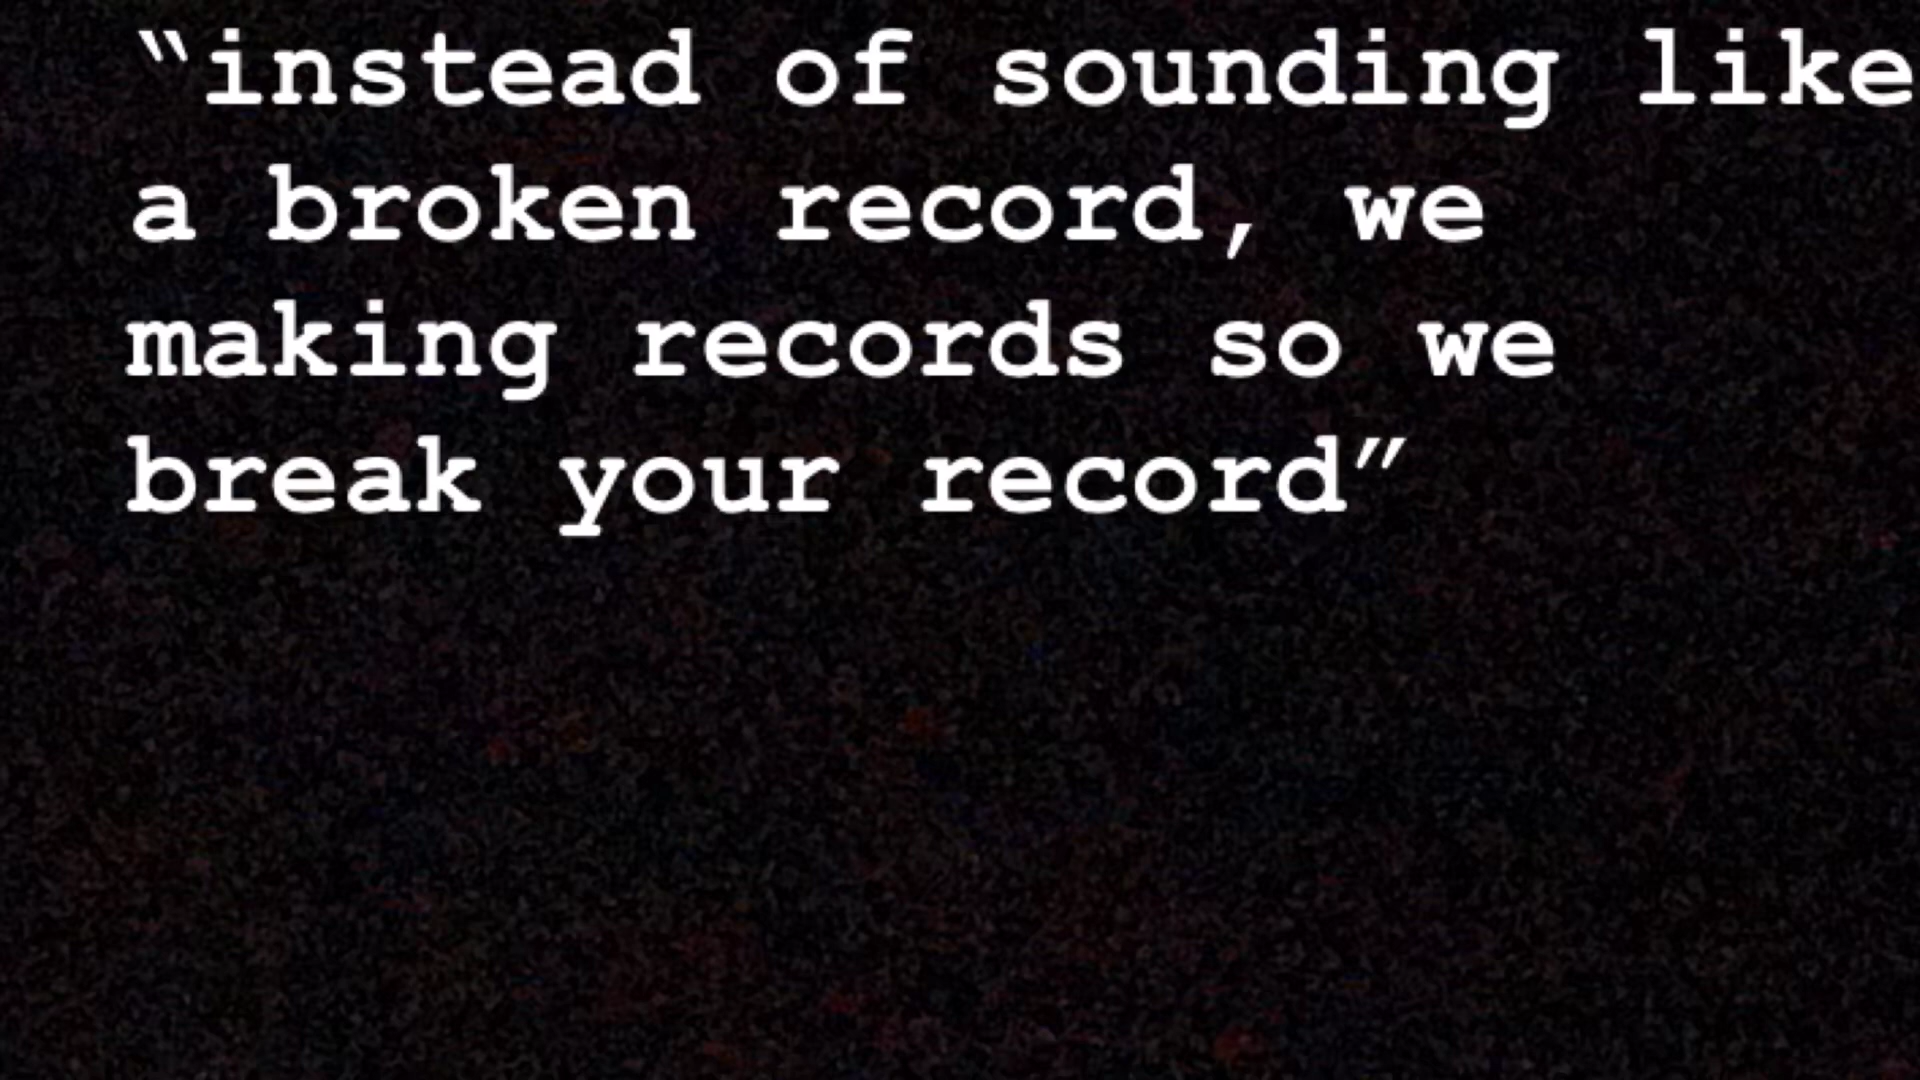 “instead of sounding like
a broken record, we
making records so we
break your record”